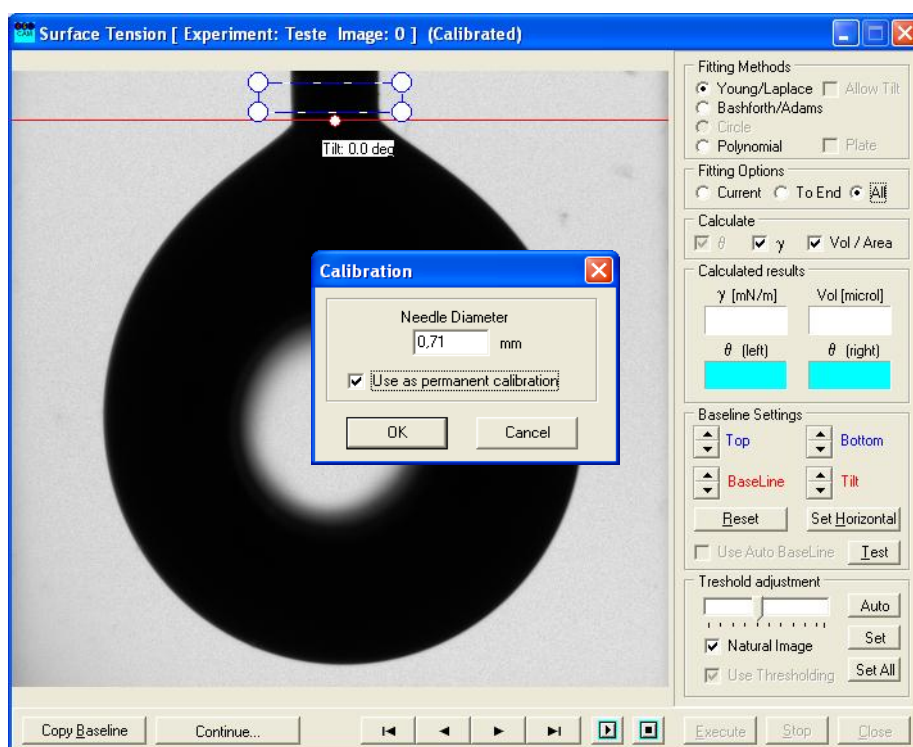 Surface Tension [ Experiment: Teste Image: 0 ] (Calibrated)
Tilt: 0.0 deg
Calibration
Needle Diameter
0,71 mm
Use as permanent calibration
OK Cancel
Fitting Methods
Young/Laplace Allow Tilt
Bashforth/Adams
Circle
Polynomial Plate
Fitting Options
Current To End All
Calculate
θ γ Vol / Area
Calculated results
γ [mN/m] Vol [microl]
θ (left) θ (right)
Baseline Settings
Top Bottom
BaseLine Tilt
Reset Set Horizontal
Use Auto BaseLine Test
Treshold adjustment
Auto
Natural Image Set
Use Thresholding Set All
Copy Baseline Continue... Execute Stop Close